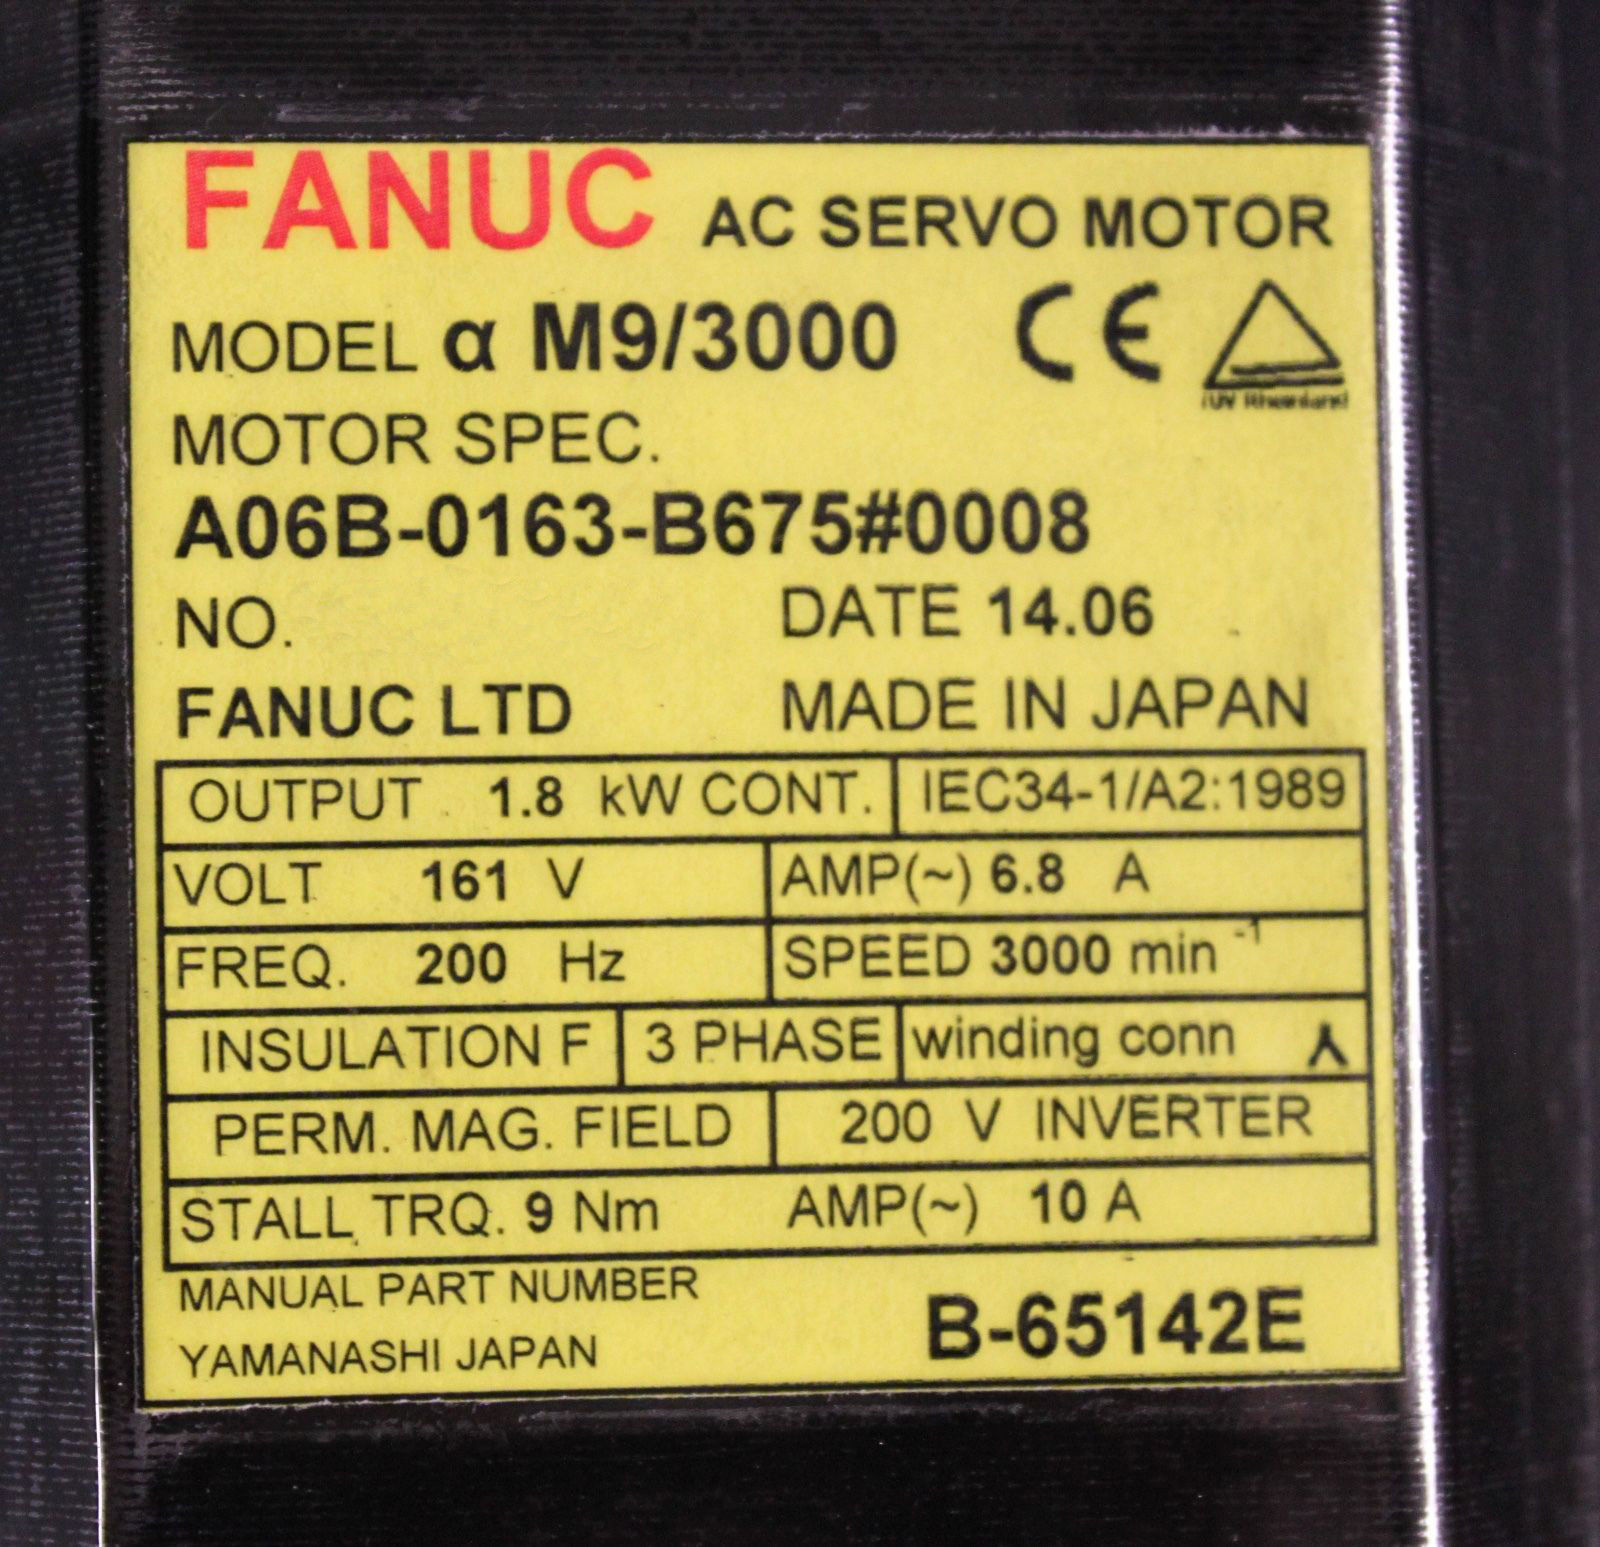 FANUC AC SERVO MOTOR
MODEL α M9/3000 CE
TUV Rheinland
MOTOR SPEC.
A06B-0163-B675#0008
NO. DATE 14.06
FANUC LTD MADE IN JAPAN
OUTPUT 1.8 kW CONT. IEC34-1/A2:1989
VOLT 161 V AMP(~) 6.8 A
FREQ. 200 Hz SPEED 3000 min⁻¹
INSULATION F 3 PHASE winding conn
PERM. MAG. FIELD 200 V INVERTER
STALL TRQ. 9 Nm AMP(~) 10 A
MANUAL PART NUMBER
YAMANASHI JAPAN B-65142E